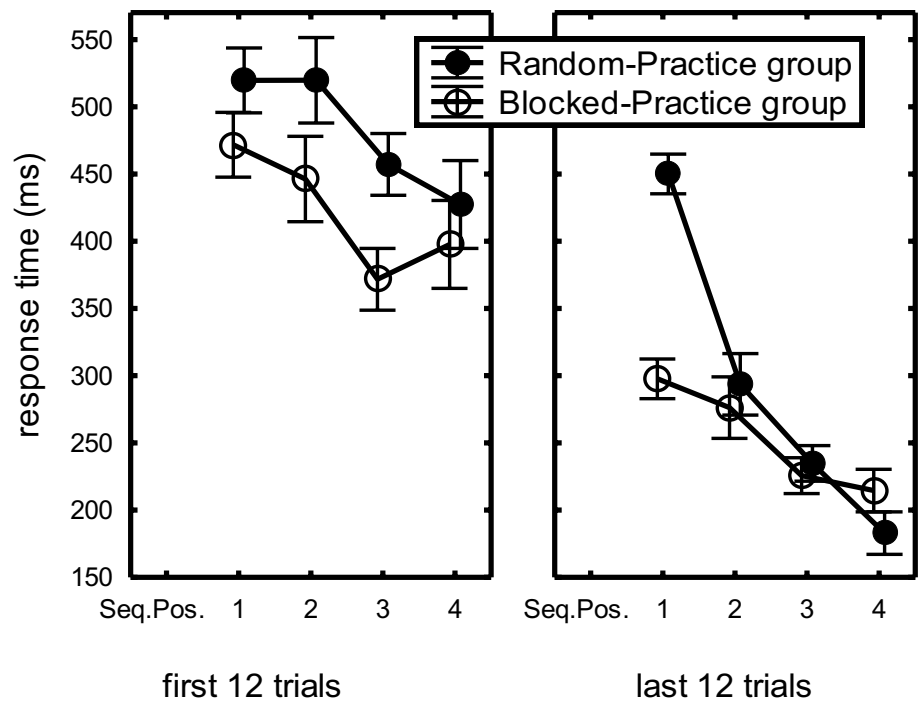 Random-Practice group
Blocked-Practice group
response time (ms)
550
500
450
400
350
300
250
200
150
Seq.Pos. 1 2 3 4
Seq.Pos. 1 2 3 4
first 12 trials
last 12 trials